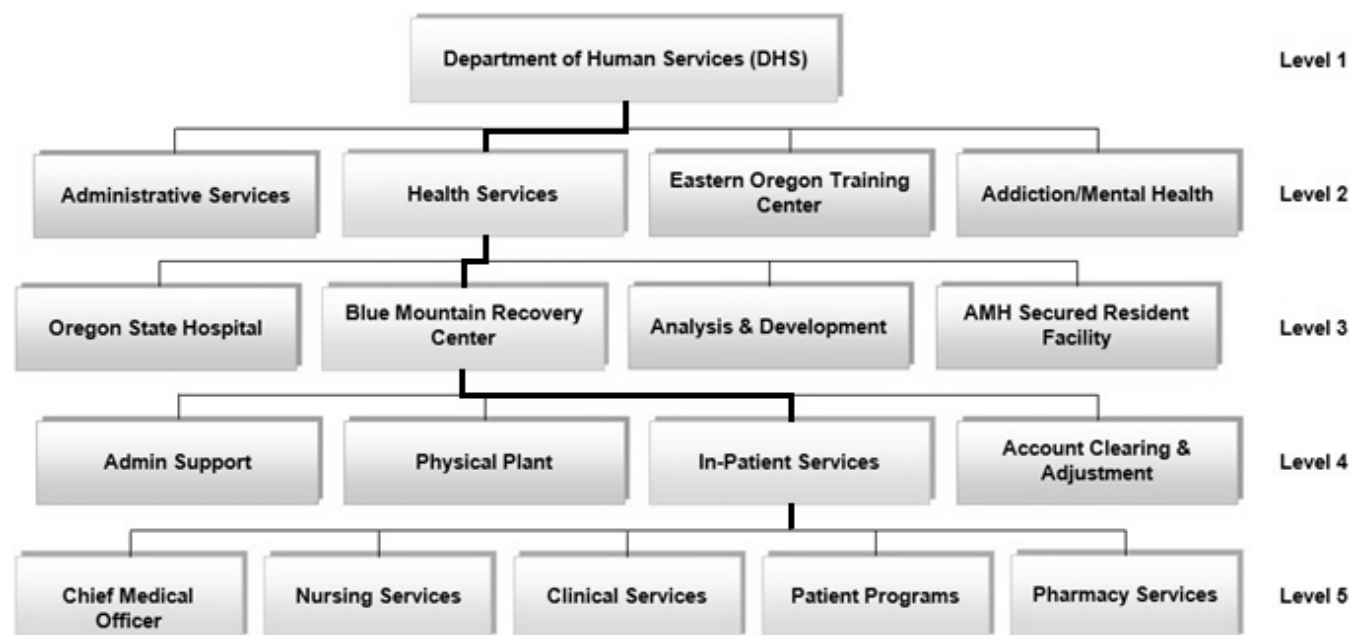 Department of Human Services (DHS)
Level 1
Administrative Services
Health Services
Eastern Oregon Training
Center
Addiction/Mental Health
Level 2
Oregon State Hospital
Blue Mountain Recovery
Center
Analysis & Development
AMH Secured Resident
Facility
Level 3
Admin Support
Physical Plant
In-Patient Services
Account Clearing &
Adjustment
Level 4
Chief Medical
Officer
Nursing Services
Clinical Services
Patient Programs
Pharmacy Services
Level 5